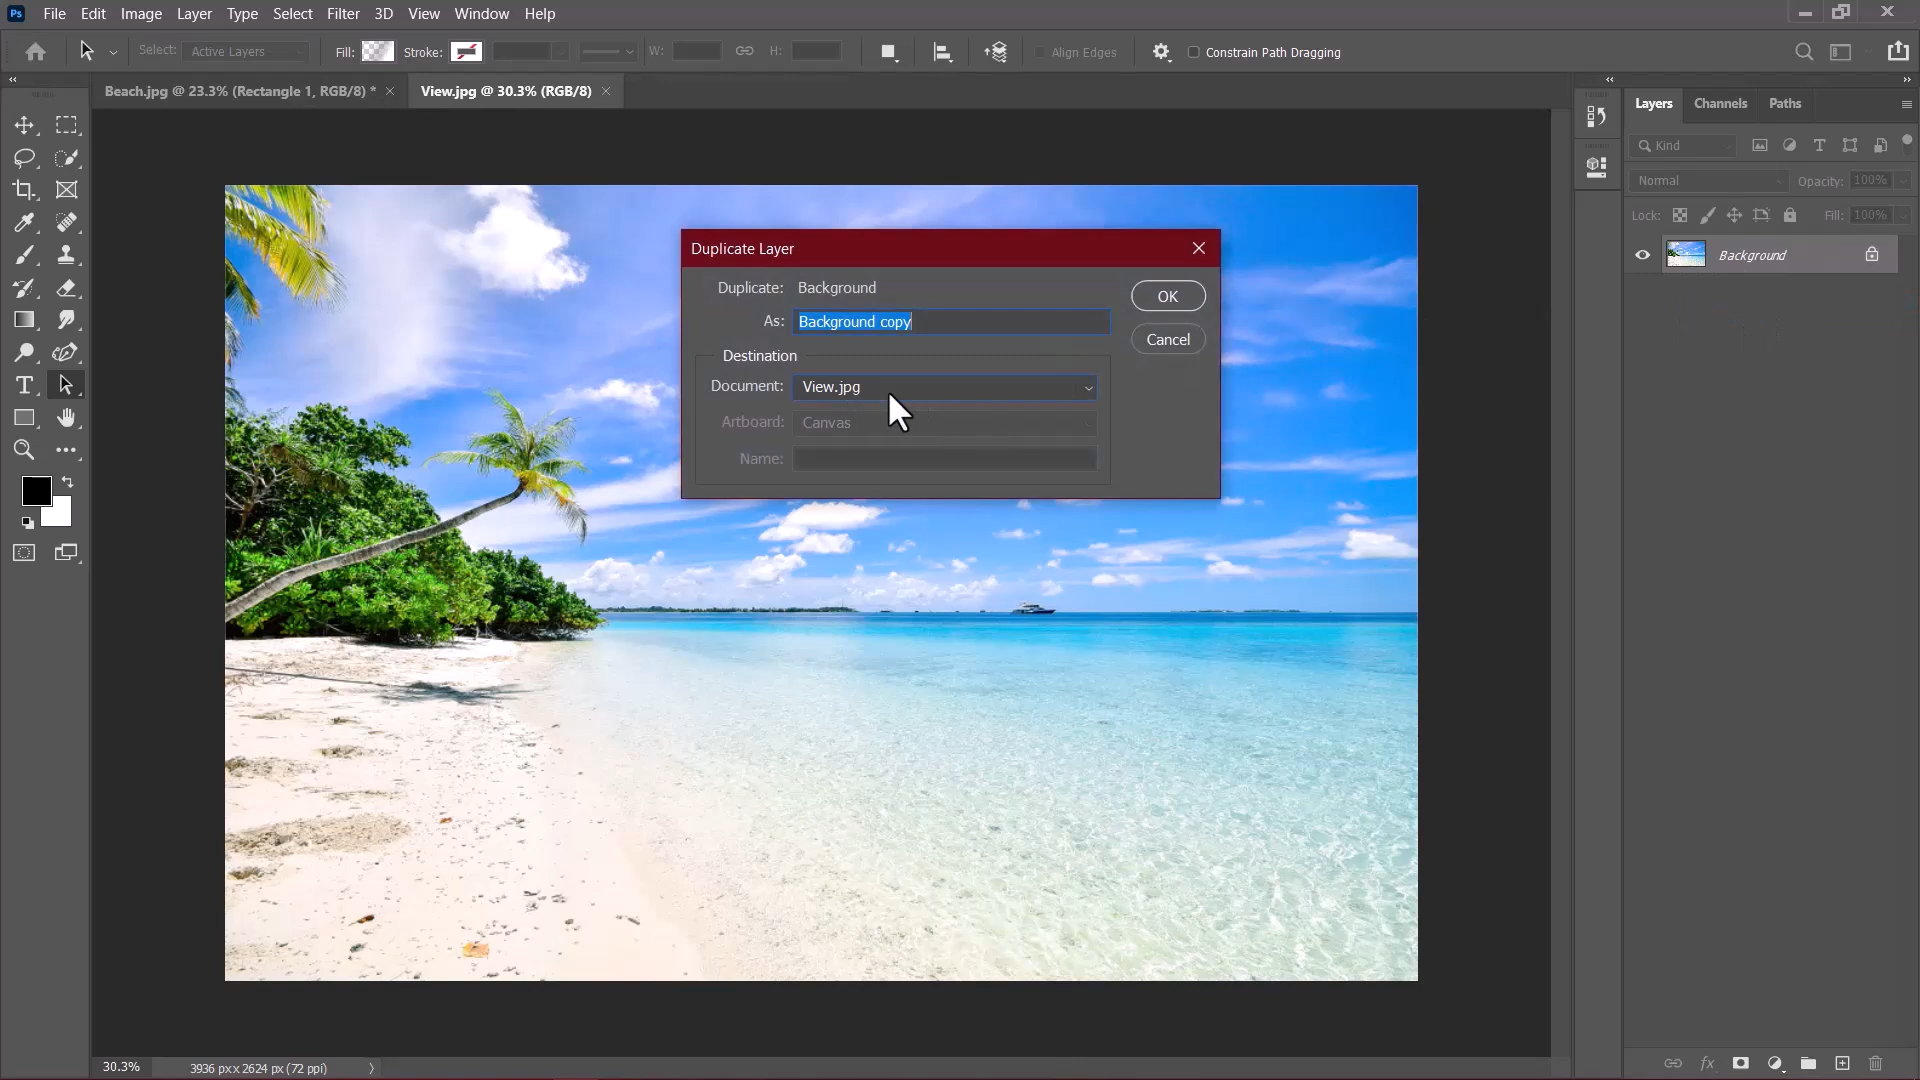 Ps File Edit Image Layer Type Select Filter 3D View Window Help
Select: Active Layers Fill: Stroke: W: H: Align Edges Constrain Path Dragging
Beach.jpg @ 23.3% (Rectangle 1, RGB/8) * View.jpg @ 30.3% (RGB/8)
Layers Channels Paths
Kind
Normal Opacity: 100%
Lock: Fill: 100%
Background
Duplicate Layer
Duplicate: Background
As: Background copy
OK
Cancel
Destination
Document: View.jpg
Artboard: Canvas
Name:
30.3% 3936 px x 2624 px (72 ppi)
fx